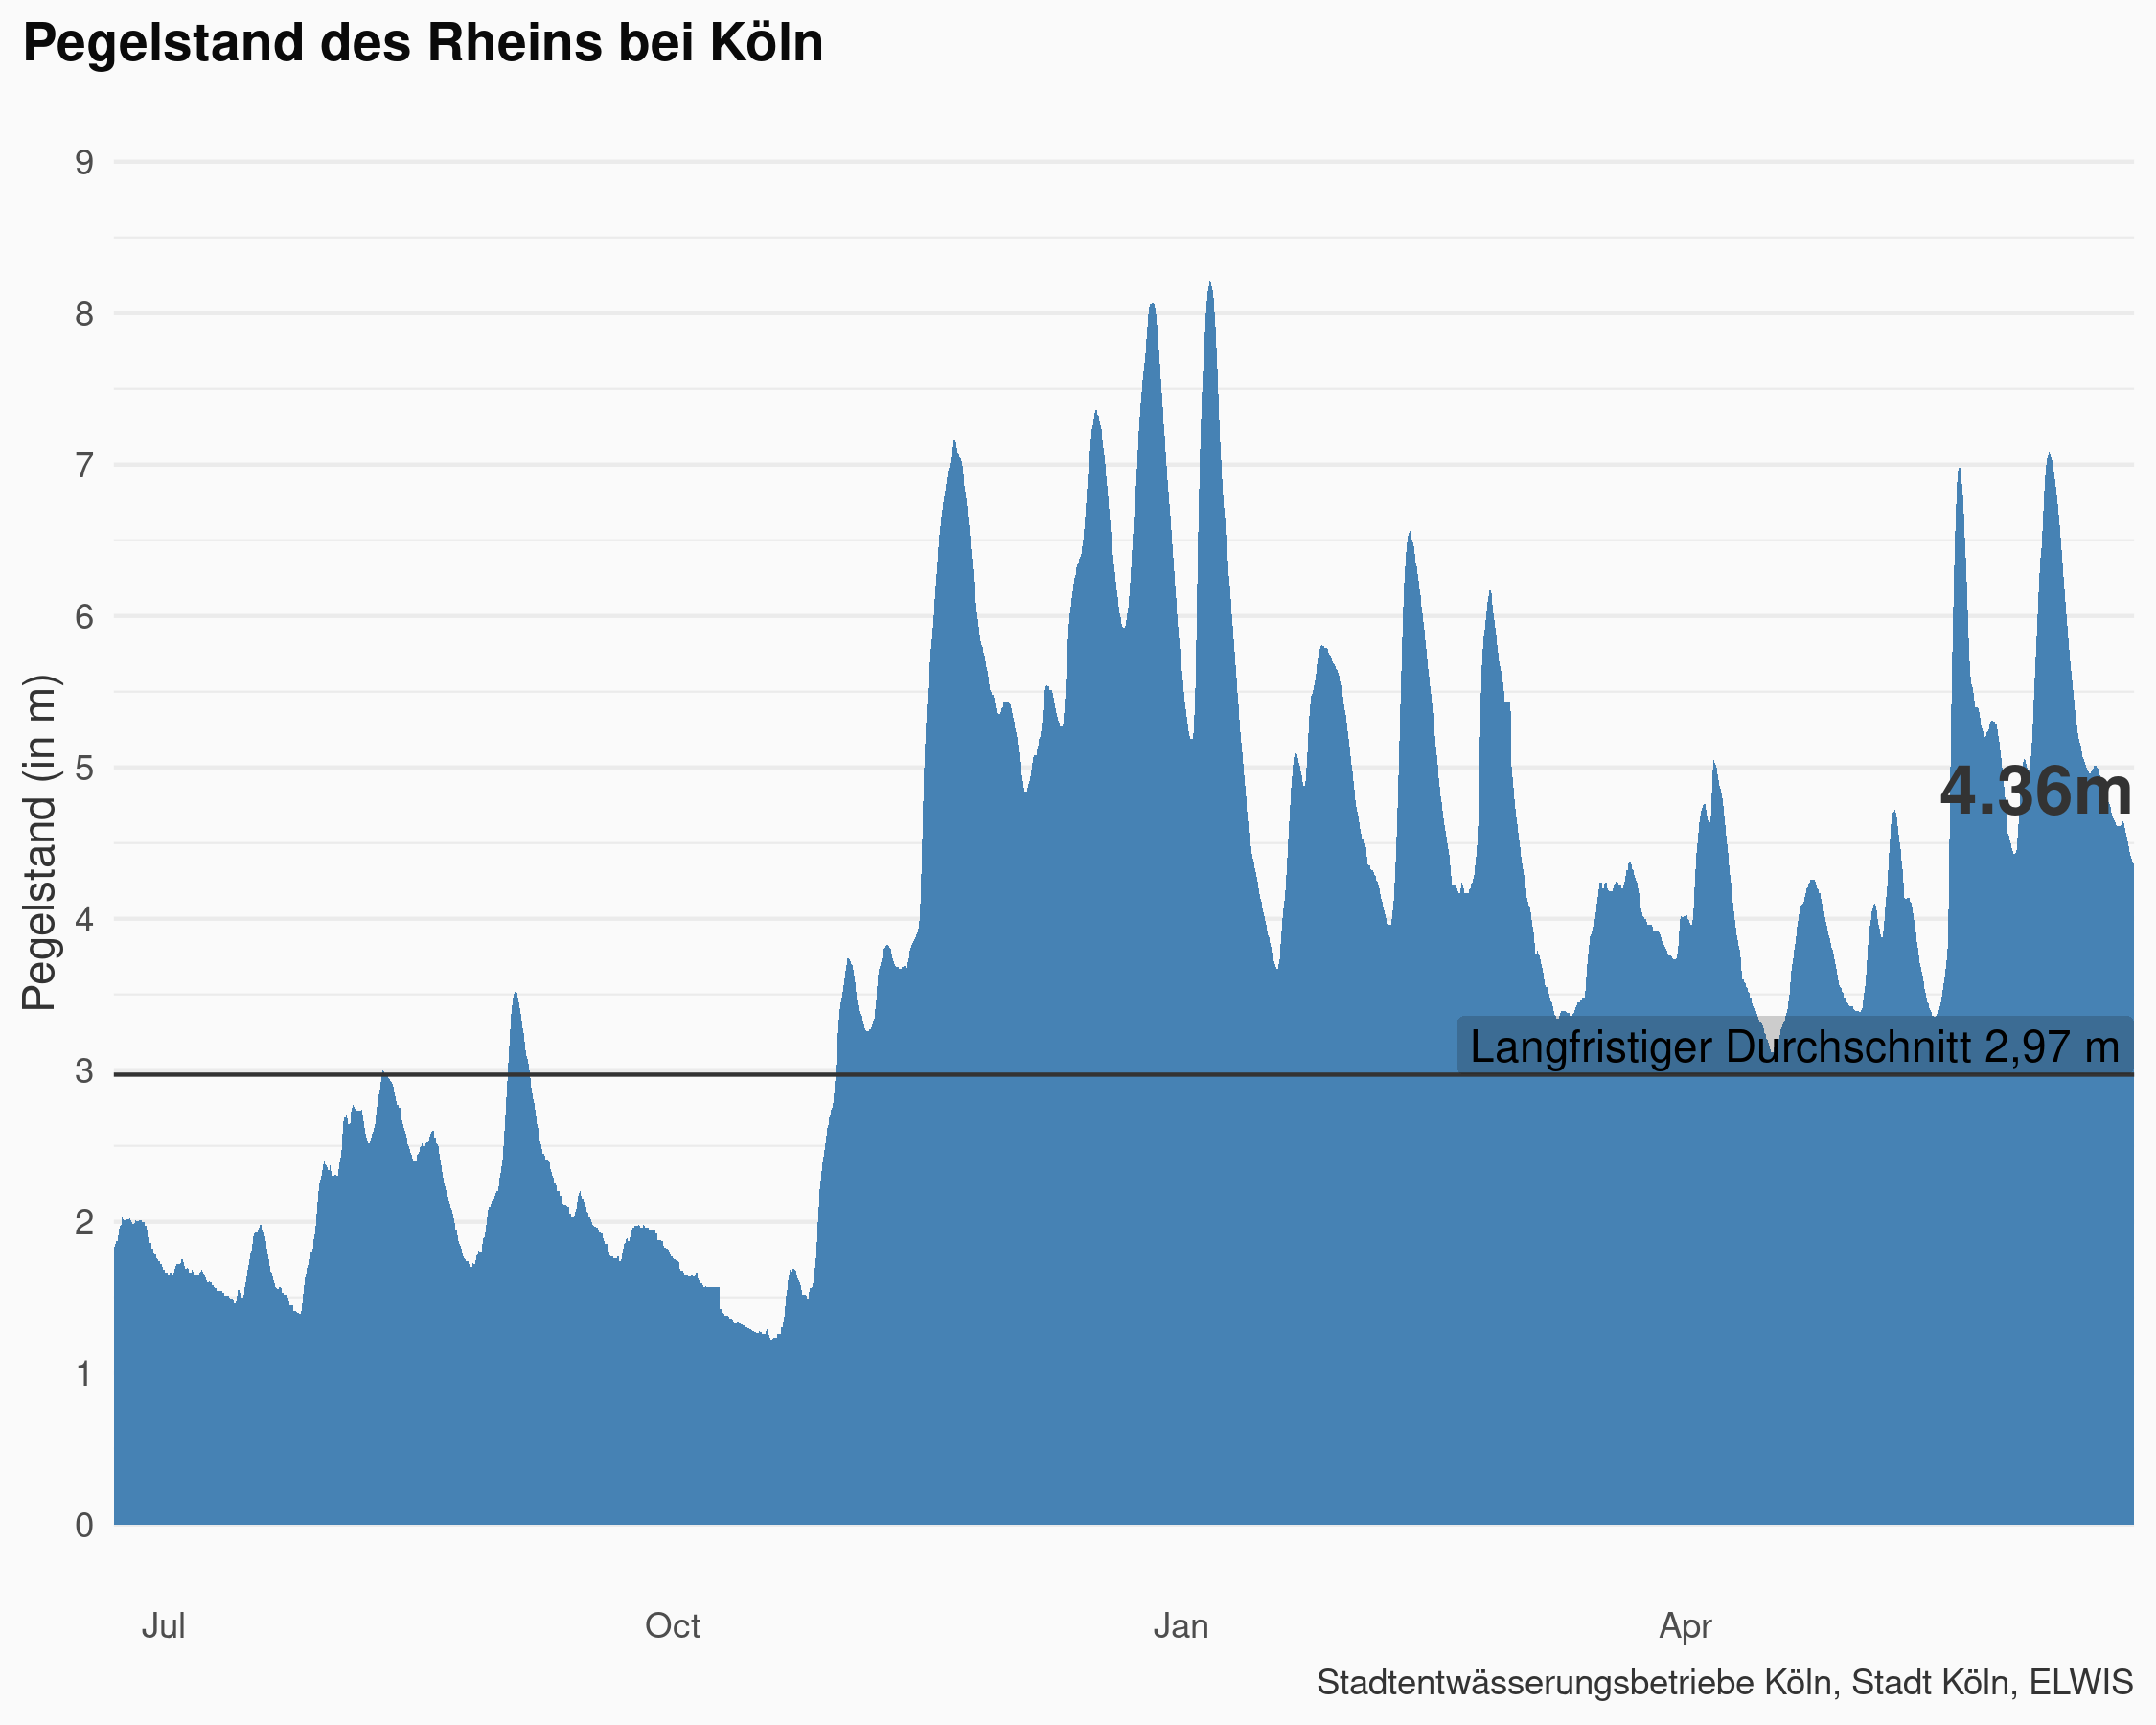 Pegelstand des Rheins bei Köln
Pegelstand (in m)
9
8
7
6
5
4
3
2
1
0
4.36m
Langfristiger Durchschnitt 2,97 m
Jul Oct Jan Apr
Stadtentwässerungsbetriebe Köln, Stadt Köln, ELWIS